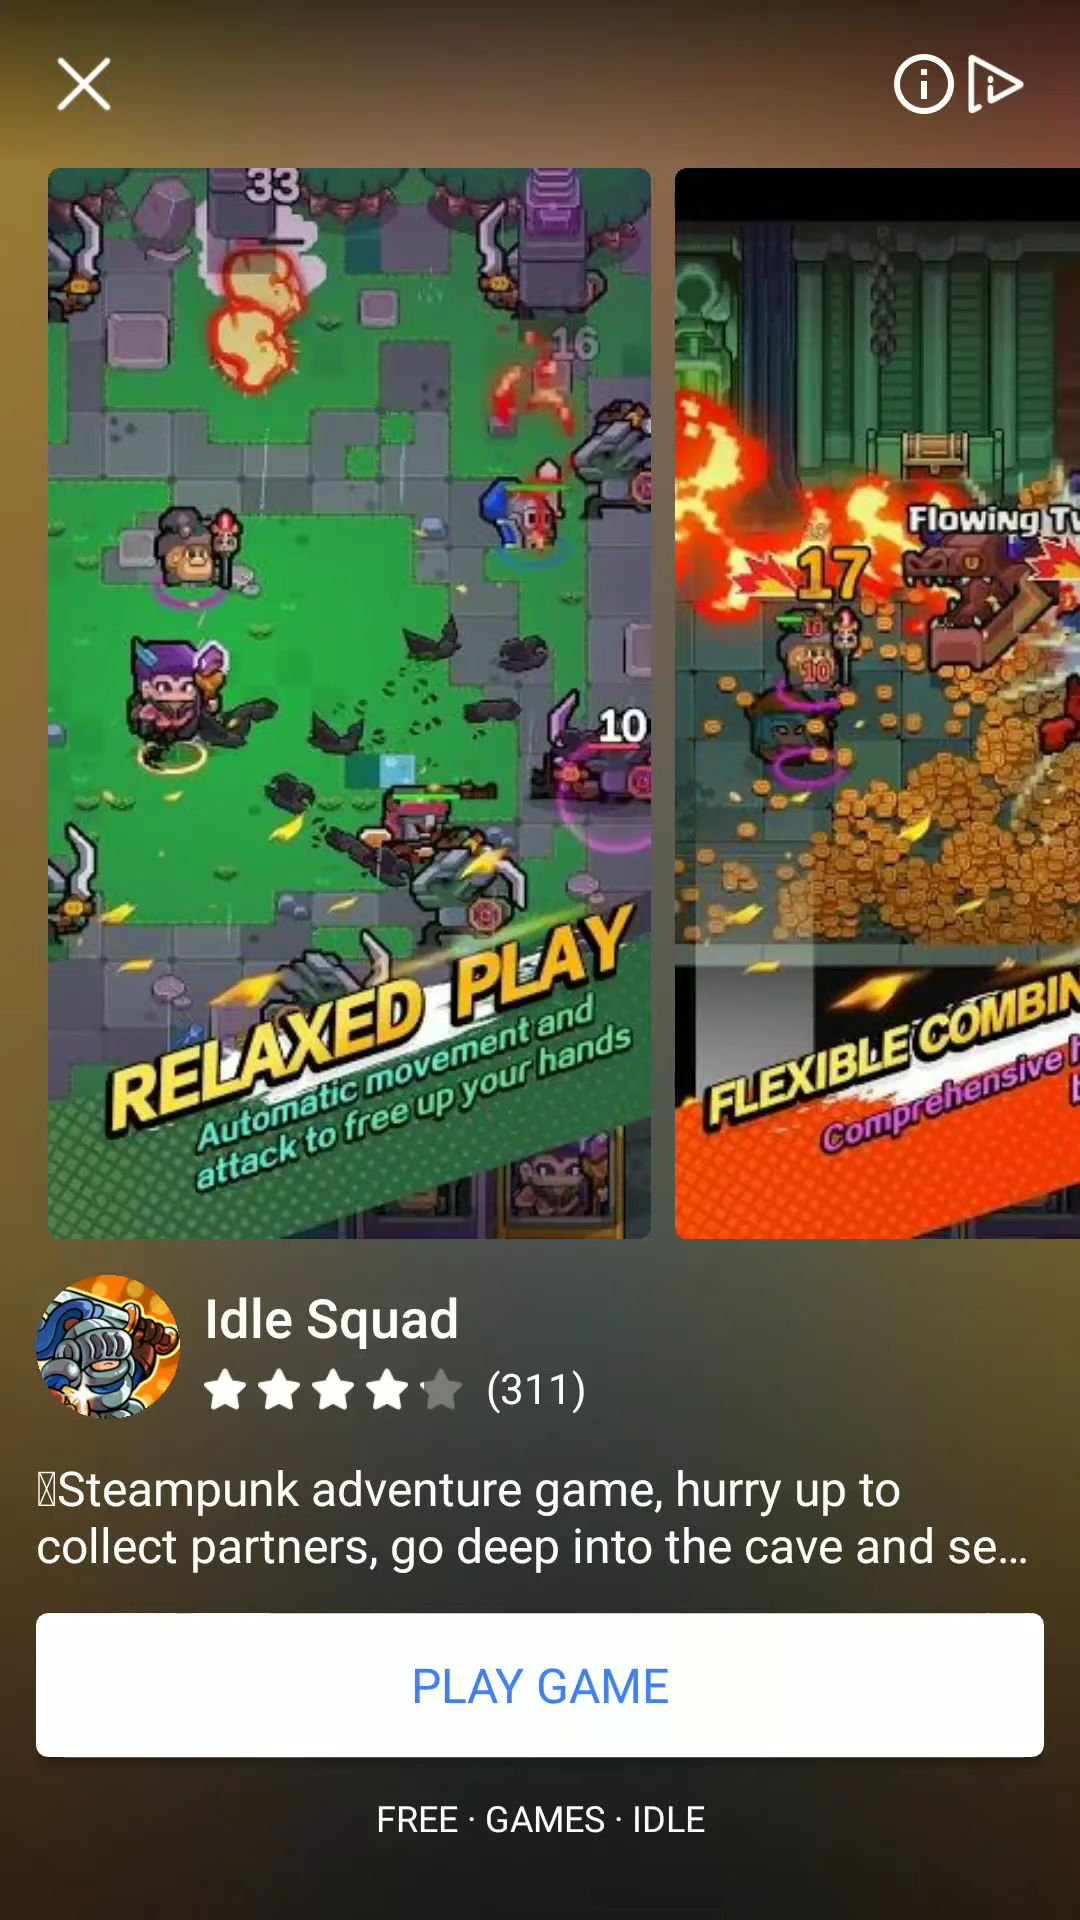 33
16
10
RELAXED PLAY
Automatic movement and
attack to free up your hands
Flowing Tw
17
10
FLEXIBLE COMBIN
Comprehensive
Idle Squad
(311)
Steampunk adventure game, hurry up to
collect partners, go deep into the cave and se...
PLAY GAME
FREE · GAMES · IDLE